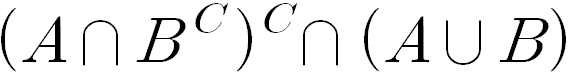 (A ∩ B^C)^C ∩ (A ∪ B)